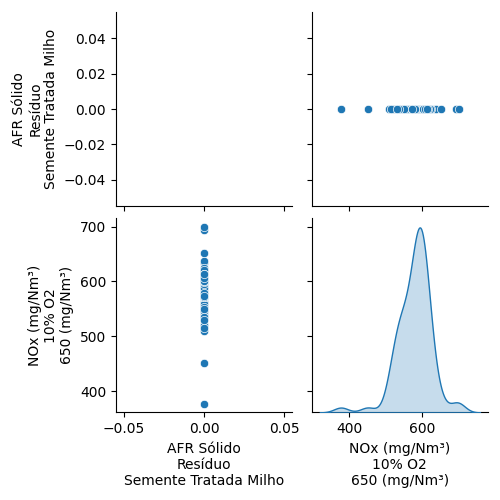 AFR Sólido
Resíduo
Semente Tratada Milho
0.04
0.02
0.00
−0.02
−0.04
NOx (mg/Nm³)
10% O2
650 (mg/Nm³)
700
600
500
400
−0.05
0.00
0.05
AFR Sólido
Resíduo
Semente Tratada Milho
400
600
NOx (mg/Nm³)
10% O2
650 (mg/Nm³)